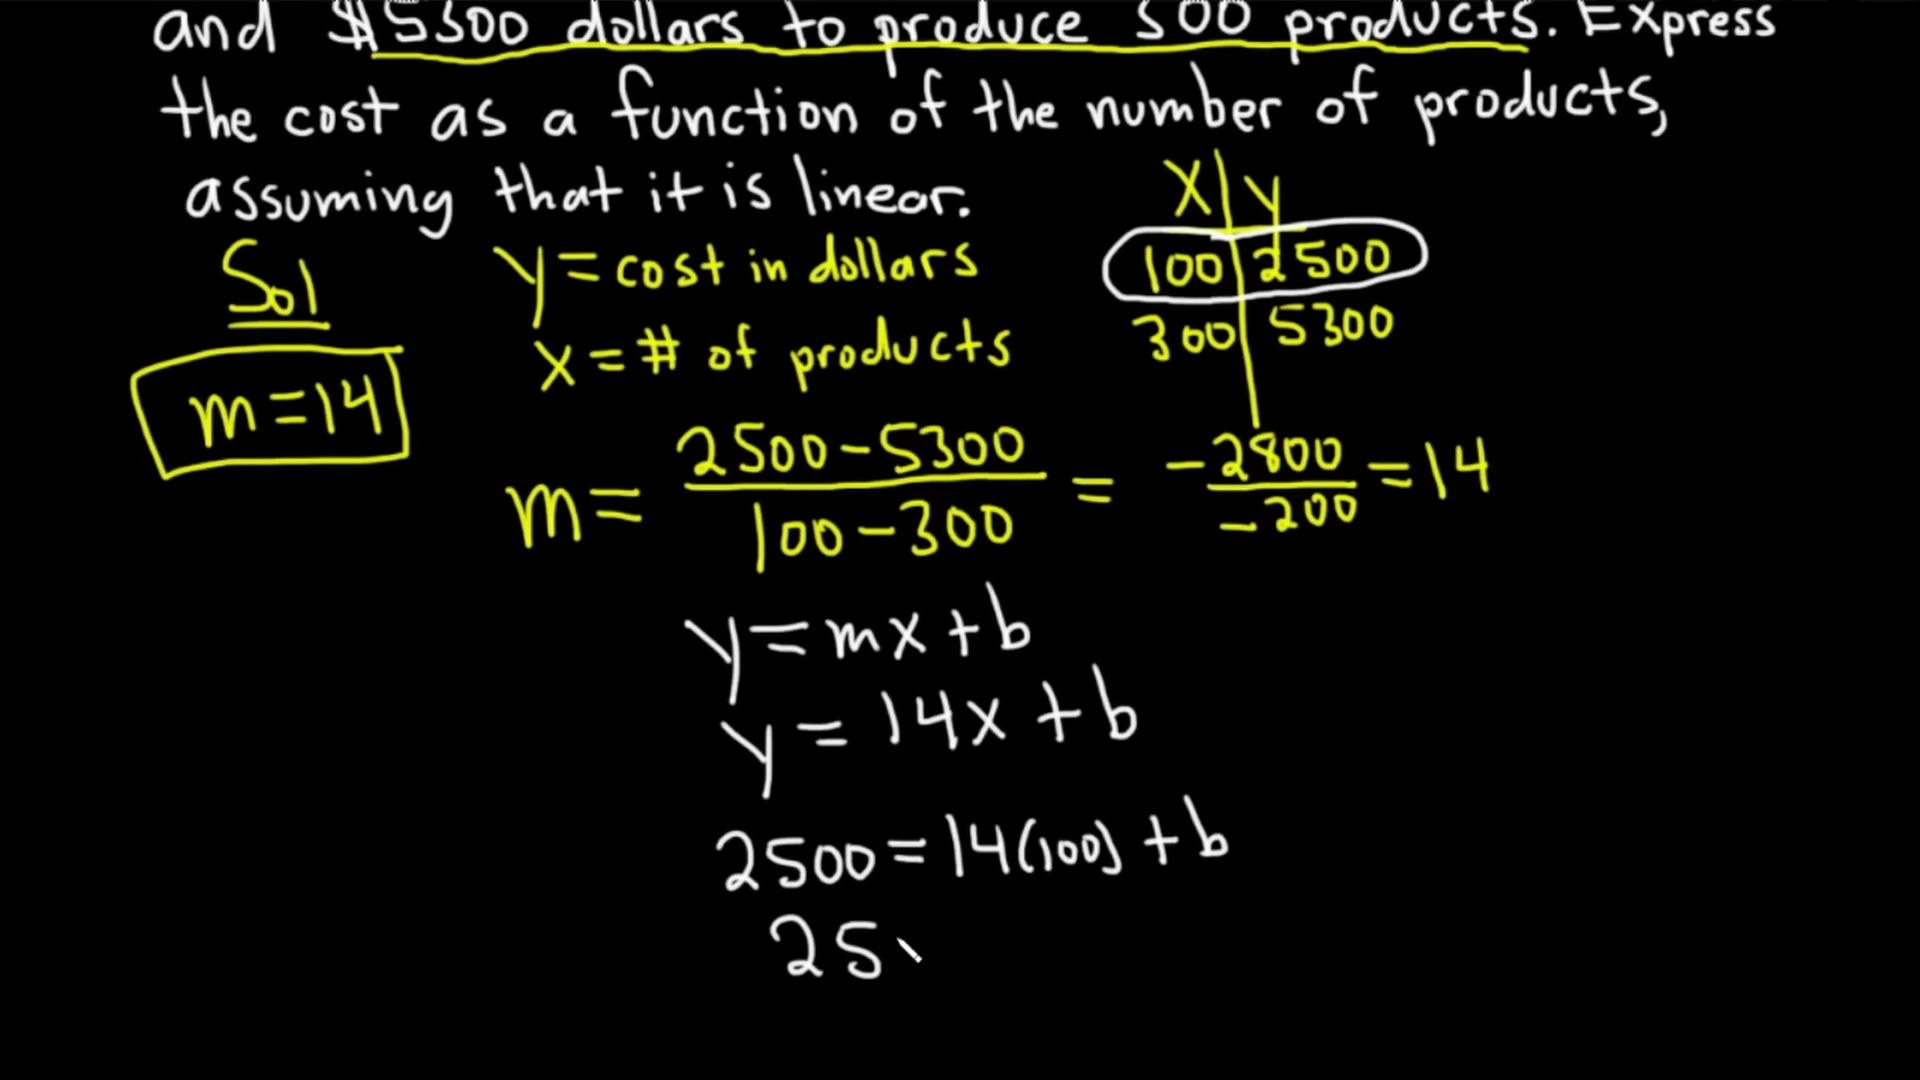 and $5300 dollars to produce 300 products. Express
the cost as a function of the number of products,
assuming that it is linear.
x y
Sol
y = cost in dollars
100 2500
x = # of products
300 5300
m = 14
m = 2500 - 5300 / 100 - 300 = -2800 / -200 = 14
y = mx + b
y = 14x + b
2500 = 14(100) + b
25